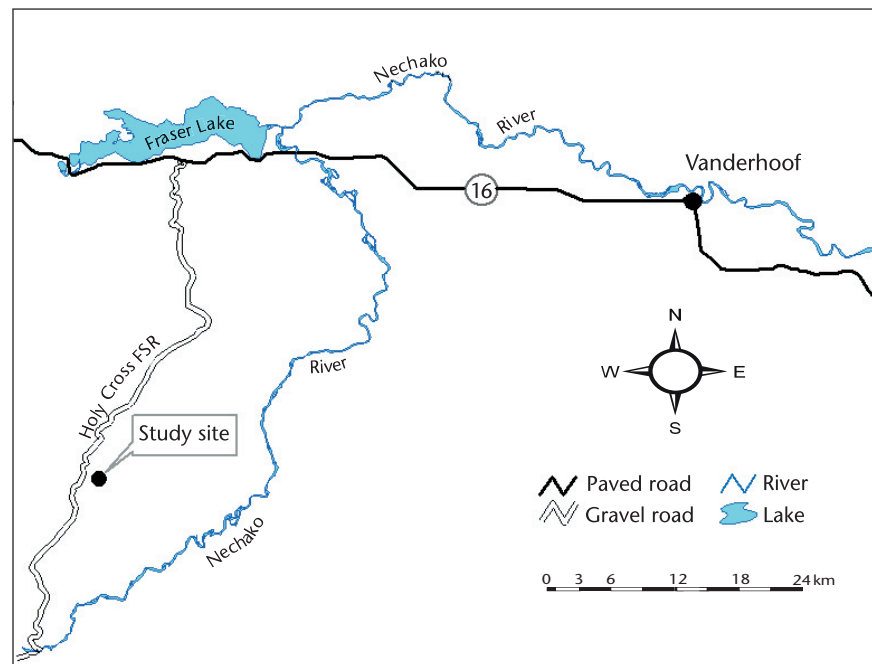 Nechako
River
Fraser Lake
16
Vanderhoof
River
Holy Cross FSR
Study site
Nechako
N
W E
S
Paved road River
Gravel road Lake
0 3 6 12 18 24 km